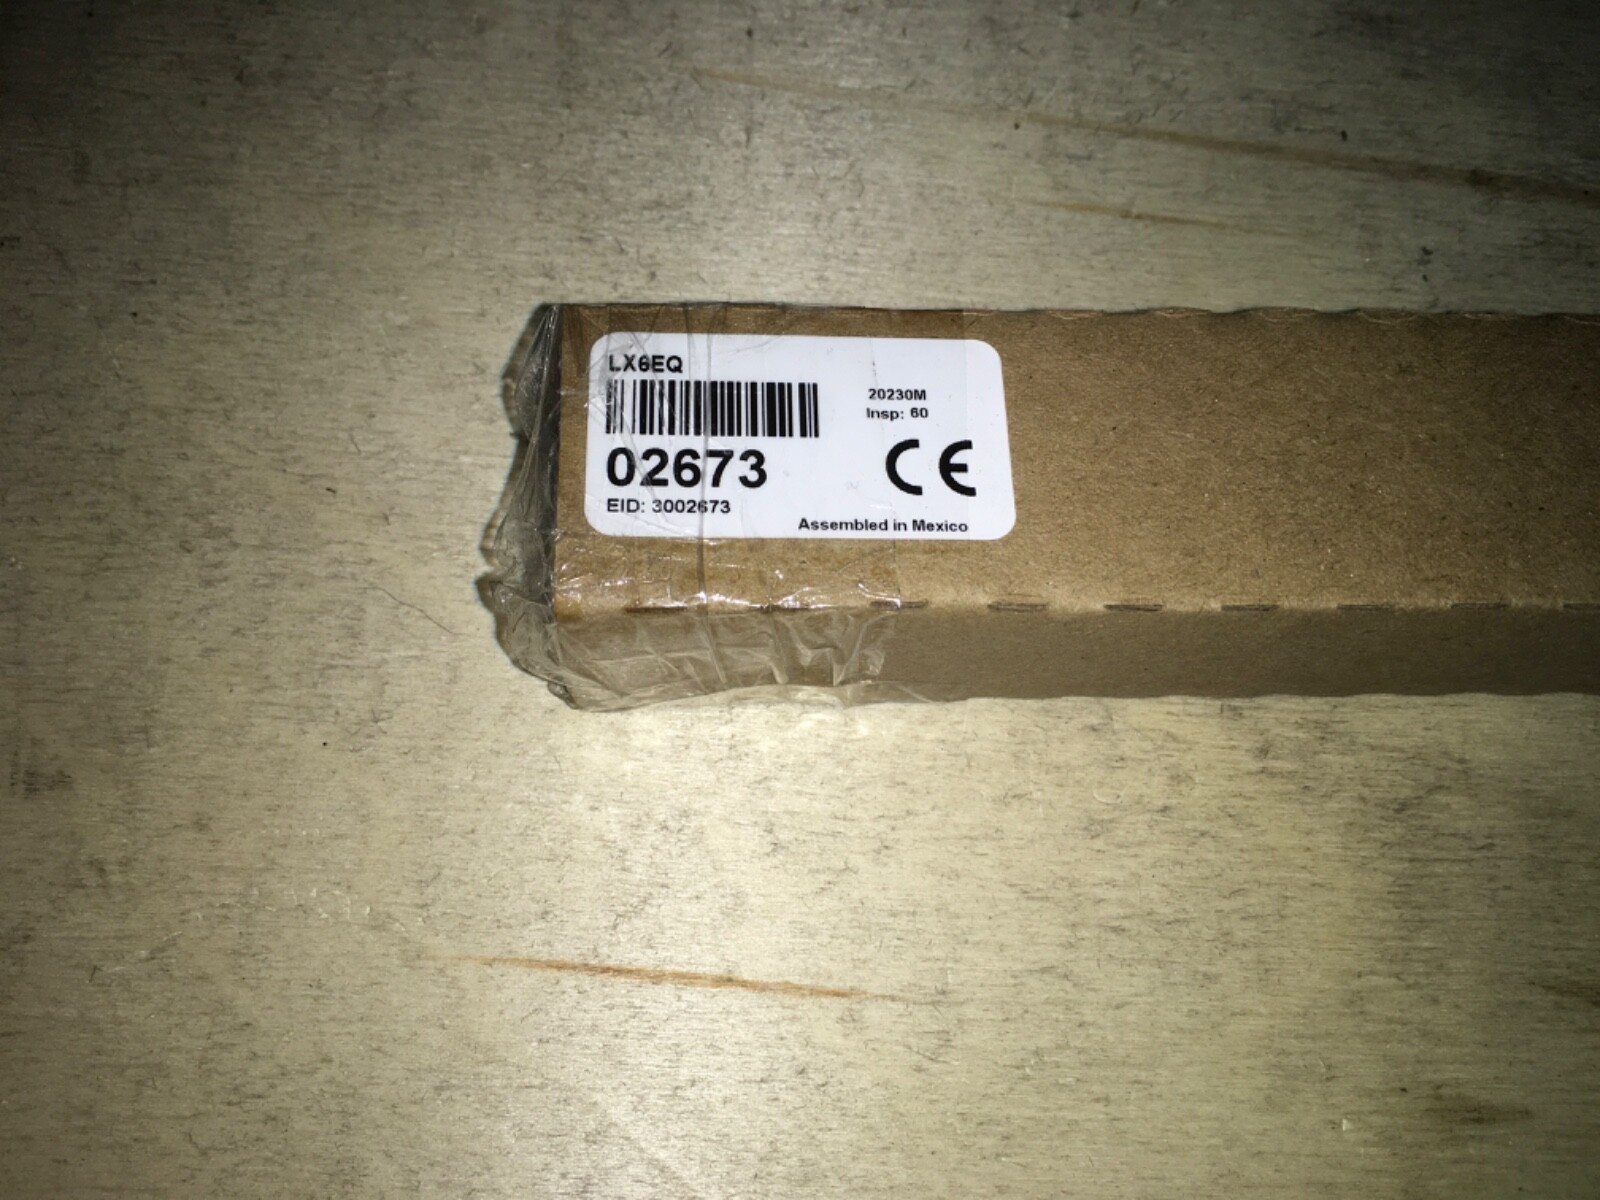 LX6EQ
20230M
Insp: 60
02673
CE
EID: 3002673
Assembled in Mexico